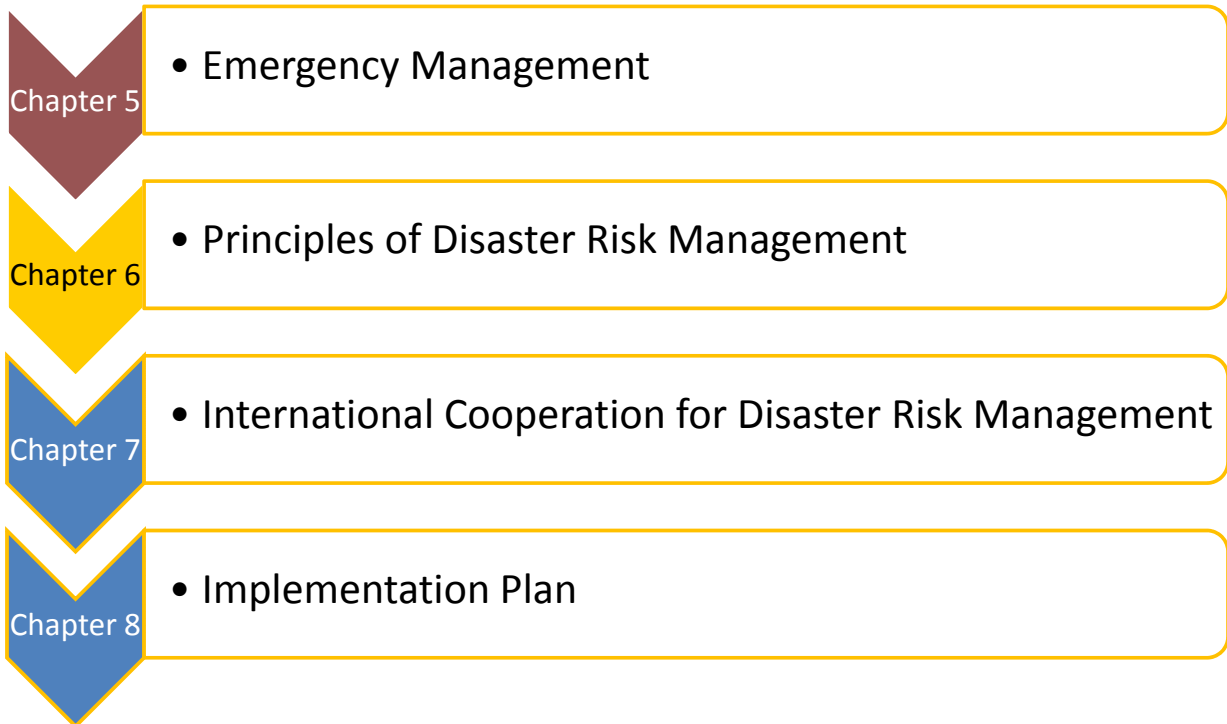 Chapter 5
• Emergency Management
Chapter 6
• Principles of Disaster Risk Management
Chapter 7
• International Cooperation for Disaster Risk Management
Chapter 8
• Implementation Plan